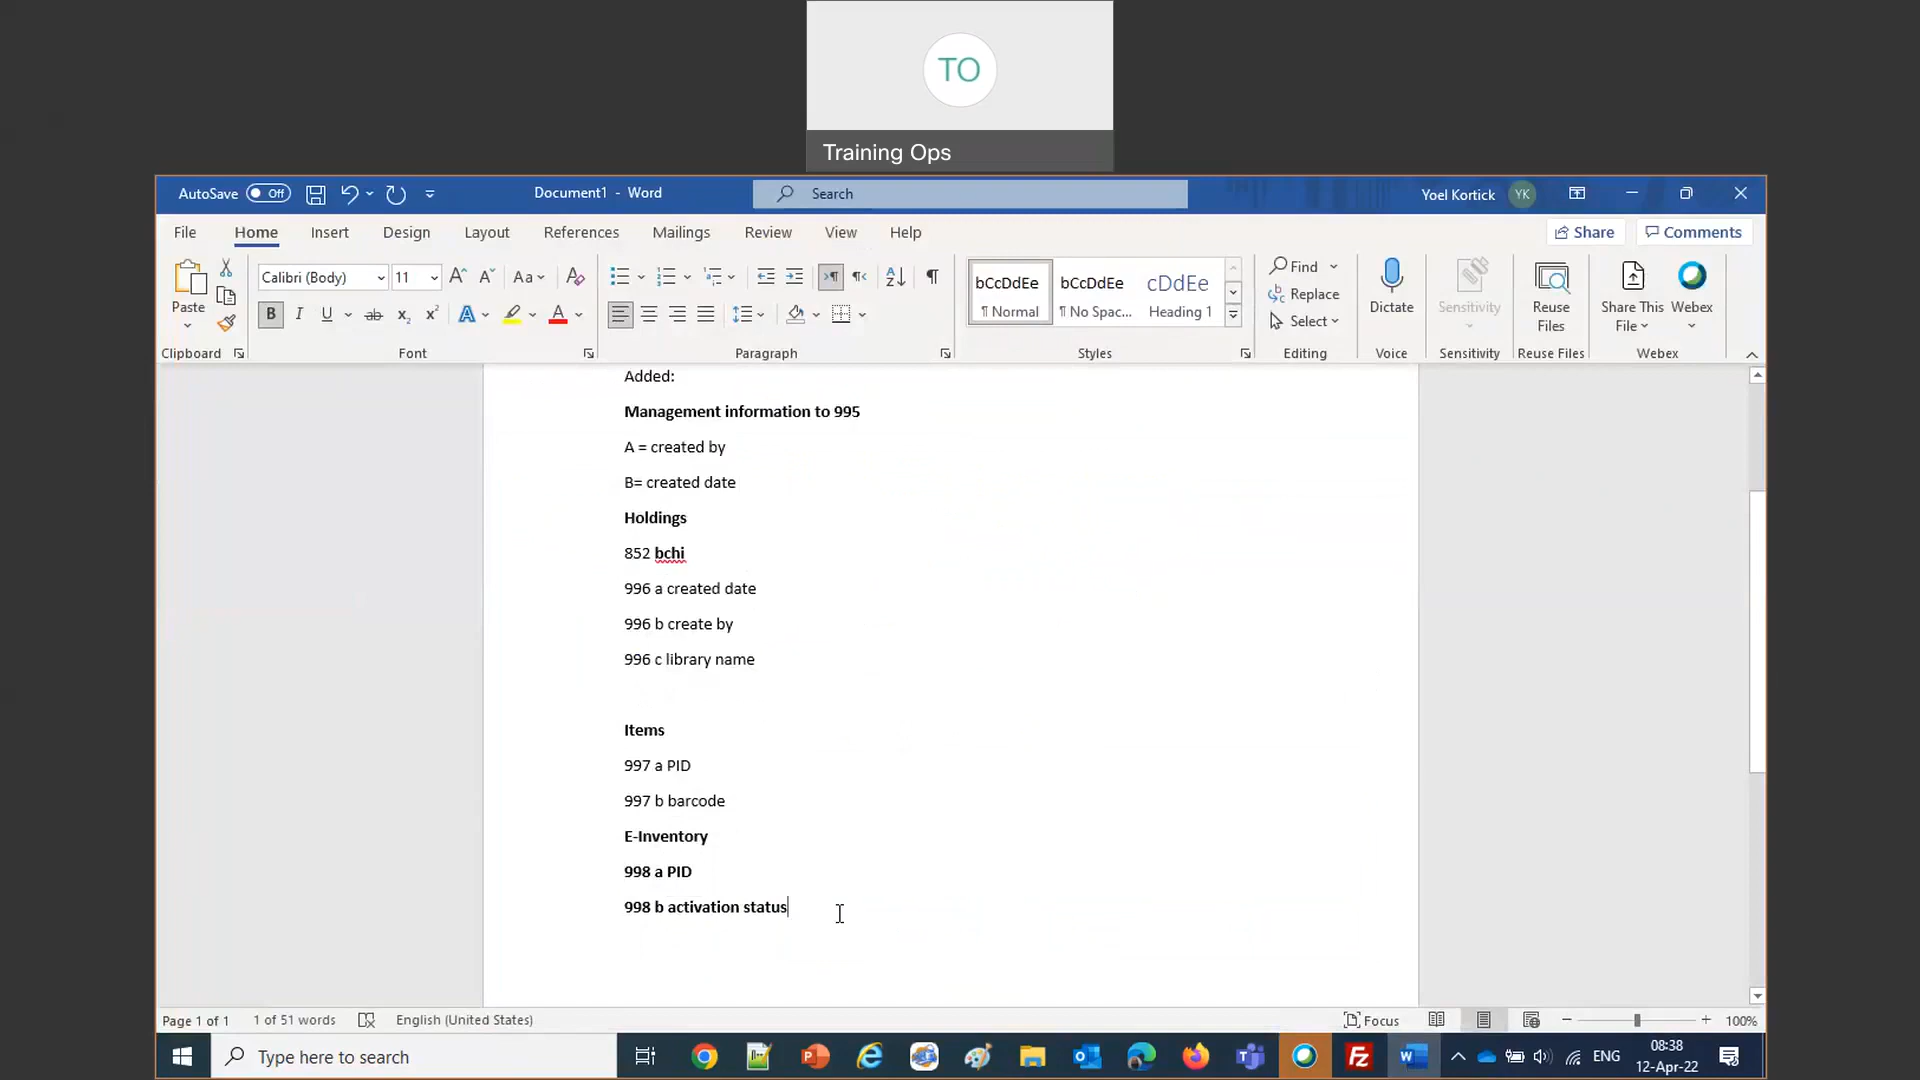 TO
Training Ops
AutoSave Off Document1 - Word Search Yoel Kortick YK
File Home Insert Design Layout References Mailings Review View Help Share Comments
Paste Calibri (Body) 11 Aa bCcDdEe bCcDdEe cDdEe Find Replace Select Dictate Sensitivity Reuse Files Share This File Webex
¶ Normal ¶ No Spac... Heading 1
Clipboard Font Paragraph Styles Editing Voice Sensitivity Reuse Files Webex
Added:
Management information to 995
A = created by
B= created date
Holdings
852 bchi
996 a created date
996 b create by
996 c library name
Items
997 a PID
997 b barcode
E-Inventory
998 a PID
998 b activation status
Page 1 of 1 1 of 51 words English (United States) Focus 100%
Type here to search ENG 08:38
12-Apr-22